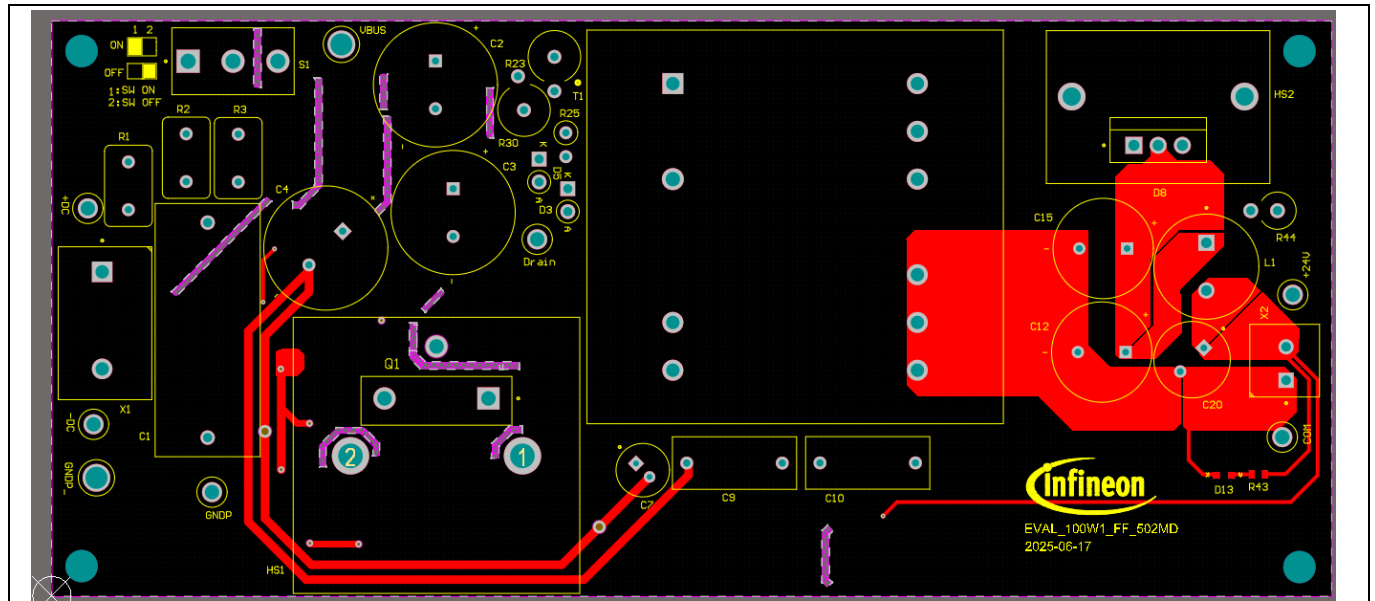 1 2
ON
OFF
1:SW ON
2:SW OFF
S1
VBUS
C2
R23
T1
HS2
R1
R2
R3
R30
R25
K
D5
A
K
D3
A
C3
C4
+DC
Drain
D8
C15
R44
L1
+24V
X2
C12
C20
Q1
X1
C1
-DC
GNDP_
GNDP
2
1
C7
C9
C10
COM
D13
R43
HS1
infineon
EVAL_100W1_FF_502MD
2025-06-17